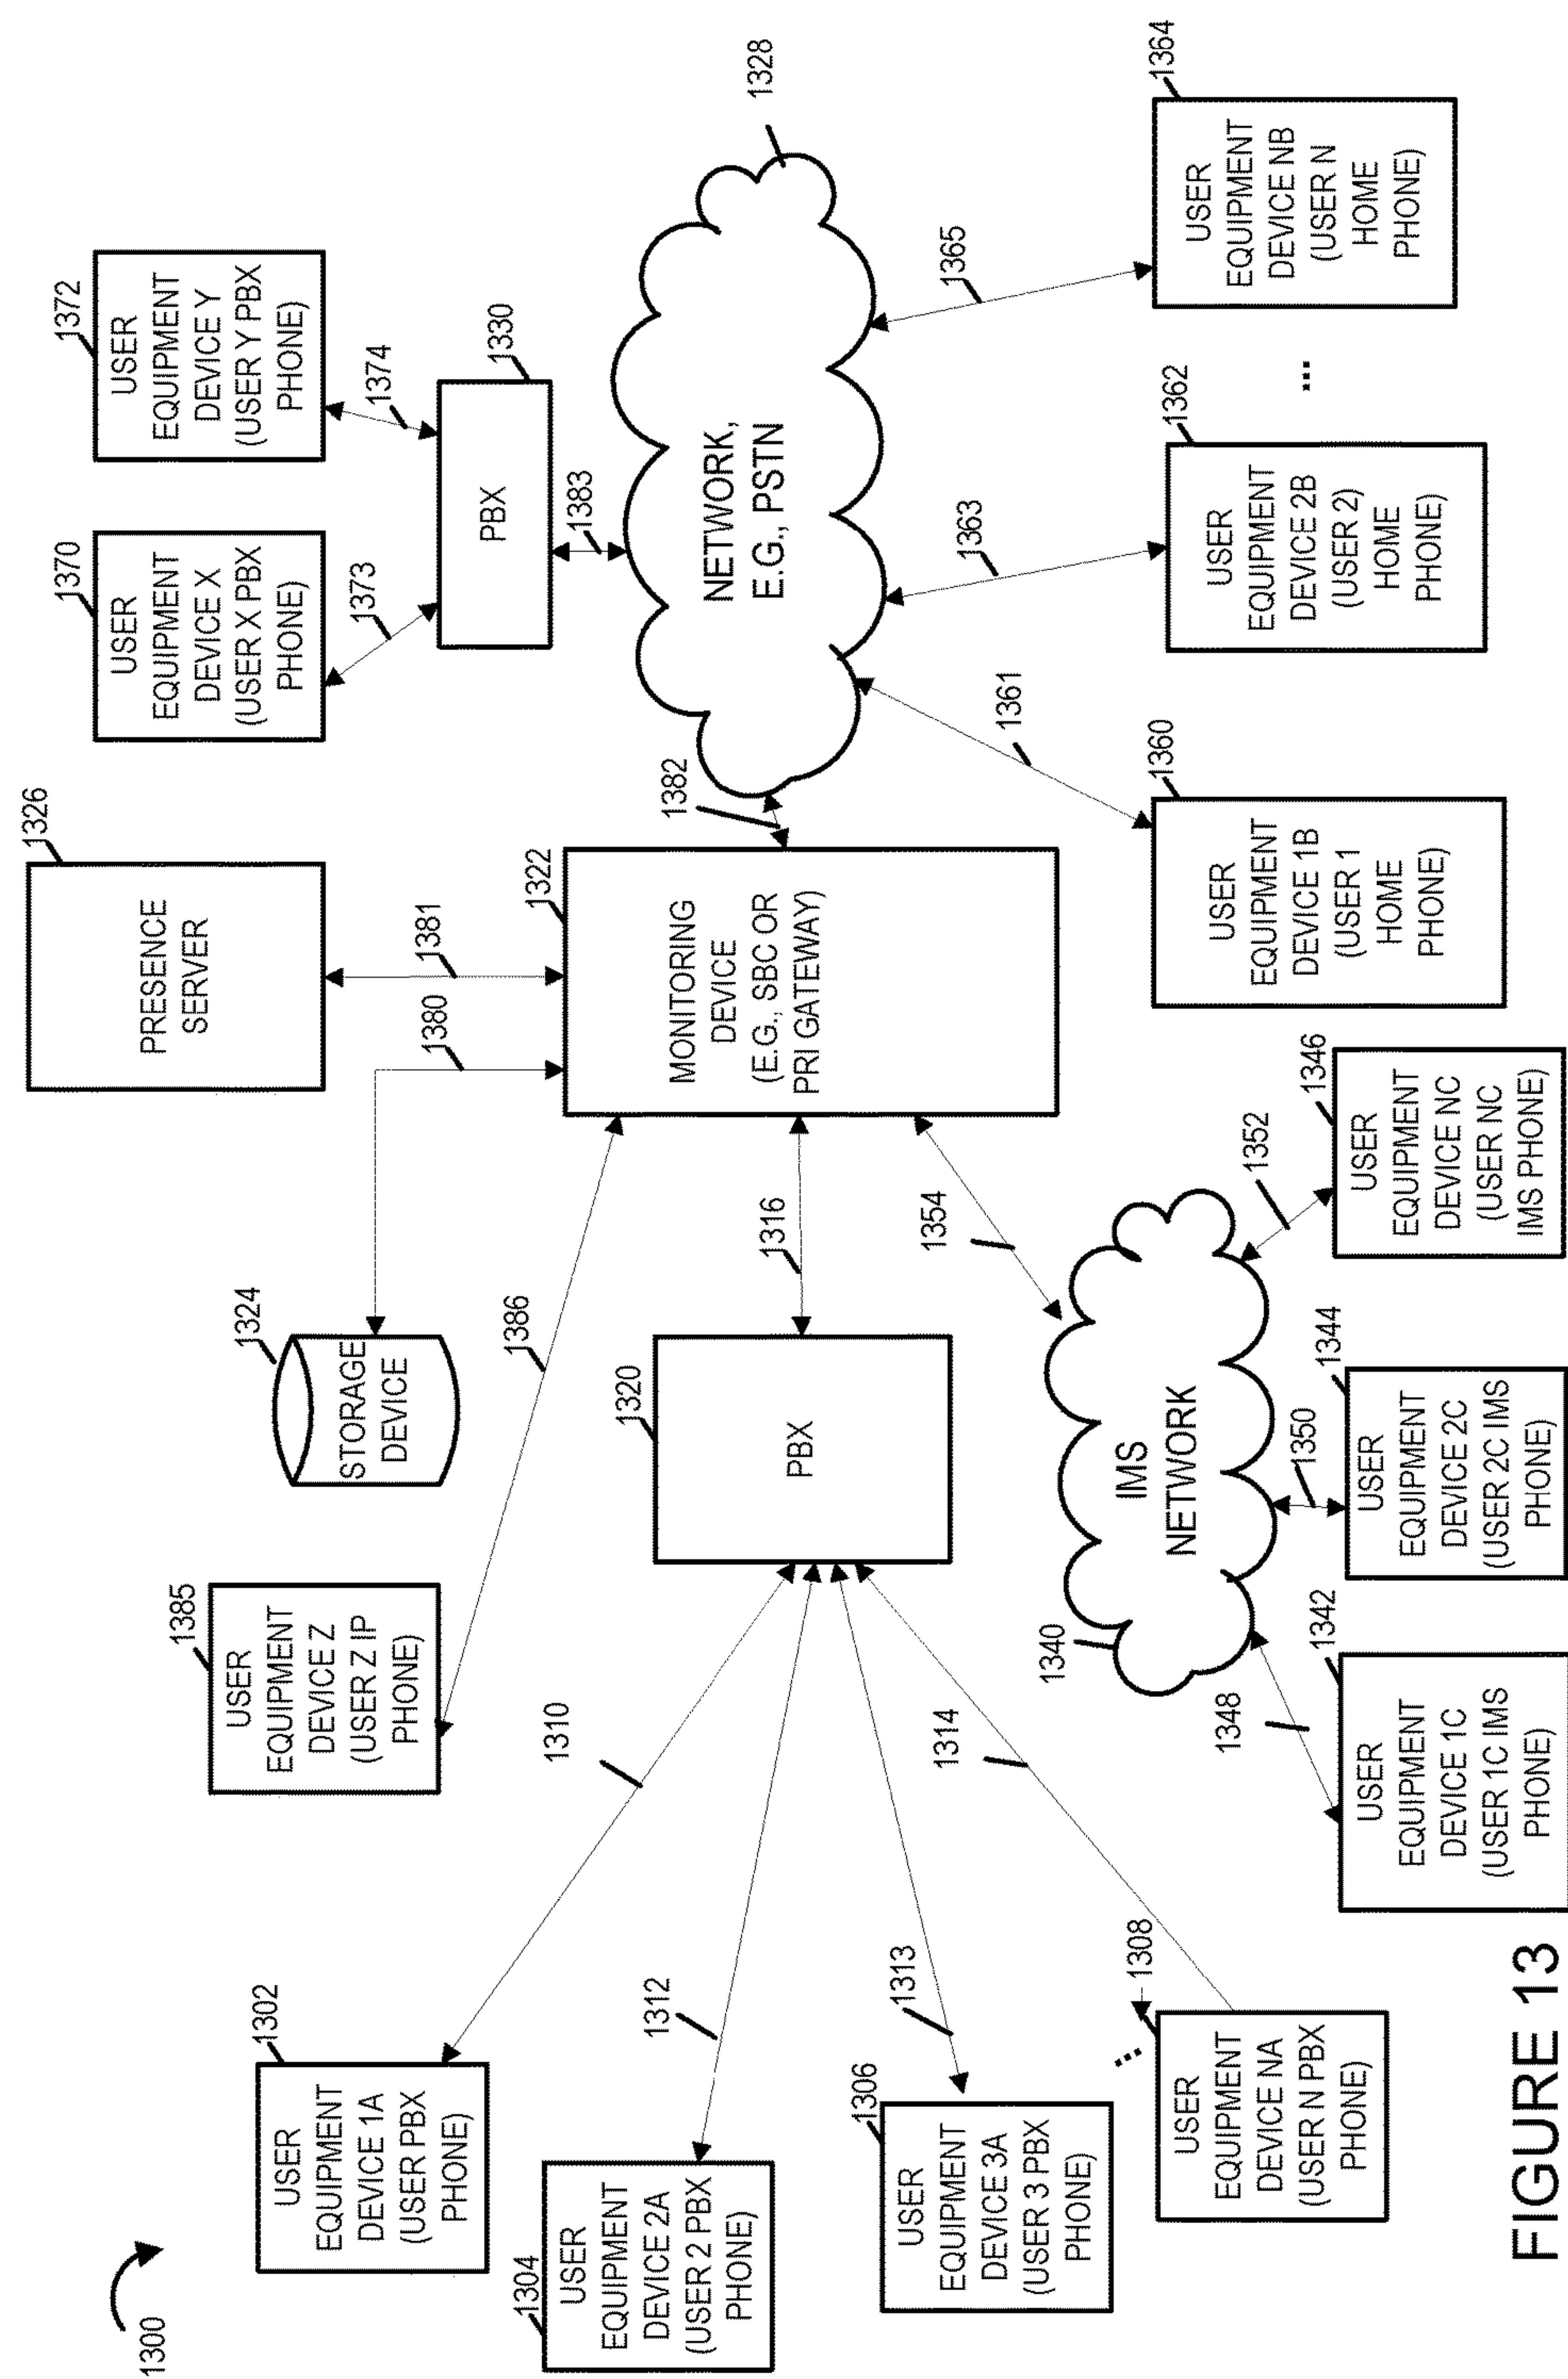 1300
1302
USER
EQUIPMENT
DEVICE 1A
(USER PBX
PHONE)
1304
USER
EQUIPMENT
DEVICE 2A
(USER 2 PBX
PHONE)
1306
USER
EQUIPMENT
DEVICE 3A
(USER 3 PBX
PHONE)
...
1308
USER
EQUIPMENT
DEVICE NA
(USER N PBX
PHONE)
1310
1312
1313
1314
1385
USER
EQUIPMENT
DEVICE Z
(USER Z IP
PHONE)
1386
1324
STORAGE
DEVICE
1320
PBX
1316
1326
PRESENCE
SERVER
1380
1381
1322
MONITORING
DEVICE
(E.G., SBC OR
PRI GATEWAY)
1354
1340
IMS
NETWORK
1348
1350
1352
1342
USER
EQUIPMENT
DEVICE 1C
(USER 1C IMS
PHONE)
1344
USER
EQUIPMENT
DEVICE 2C
(USER 2C IMS
PHONE)
1346
USER
EQUIPMENT
DEVICE NC
(USER NC
IMS PHONE)
1370
USER
EQUIPMENT
DEVICE X
(USER X PBX
PHONE)
1372
USER
EQUIPMENT
DEVICE Y
(USER Y PBX
PHONE)
1373
1374
1330
PBX
1383
1382
1328
NETWORK,
E.G., PSTN
1361
1363
1365
1360
USER
EQUIPMENT
DEVICE 1B
(USER 1
HOME
PHONE)
1362
USER
EQUIPMENT
DEVICE 2B
(USER 2)
HOME
PHONE)
...
1364
USER
EQUIPMENT
DEVICE NB
(USER N
HOME
PHONE)
FIGURE 13